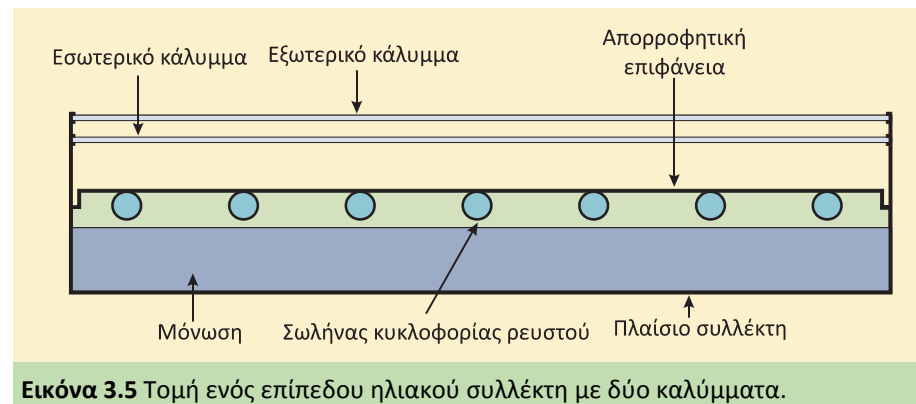 Εσωτερικό κάλυμμα
Εξωτερικό κάλυμμα
Απορροφητική
επιφάνεια
Μόνωση
Σωλήνας κυκλοφορίας ρευστού
Πλαίσιο συλλέκτη
Εικόνα 3.5 Τομή ενός επίπεδου ηλιακού συλλέκτη με δύο καλύμματα.